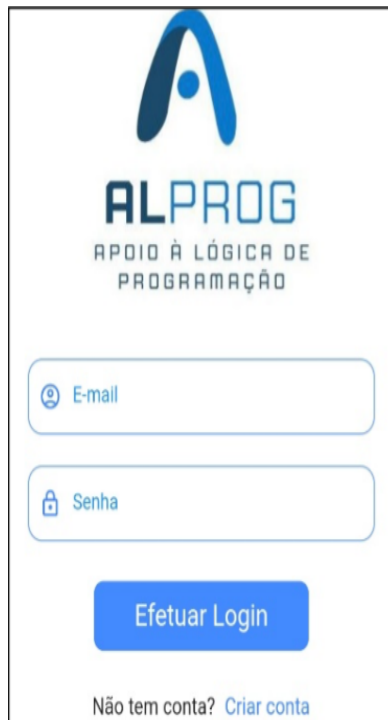 ALPROG
APOIO À LÓGICA DE
PROGRAMAÇÃO
E-mail
Senha
Efetuar Login
Não tem conta? Criar conta